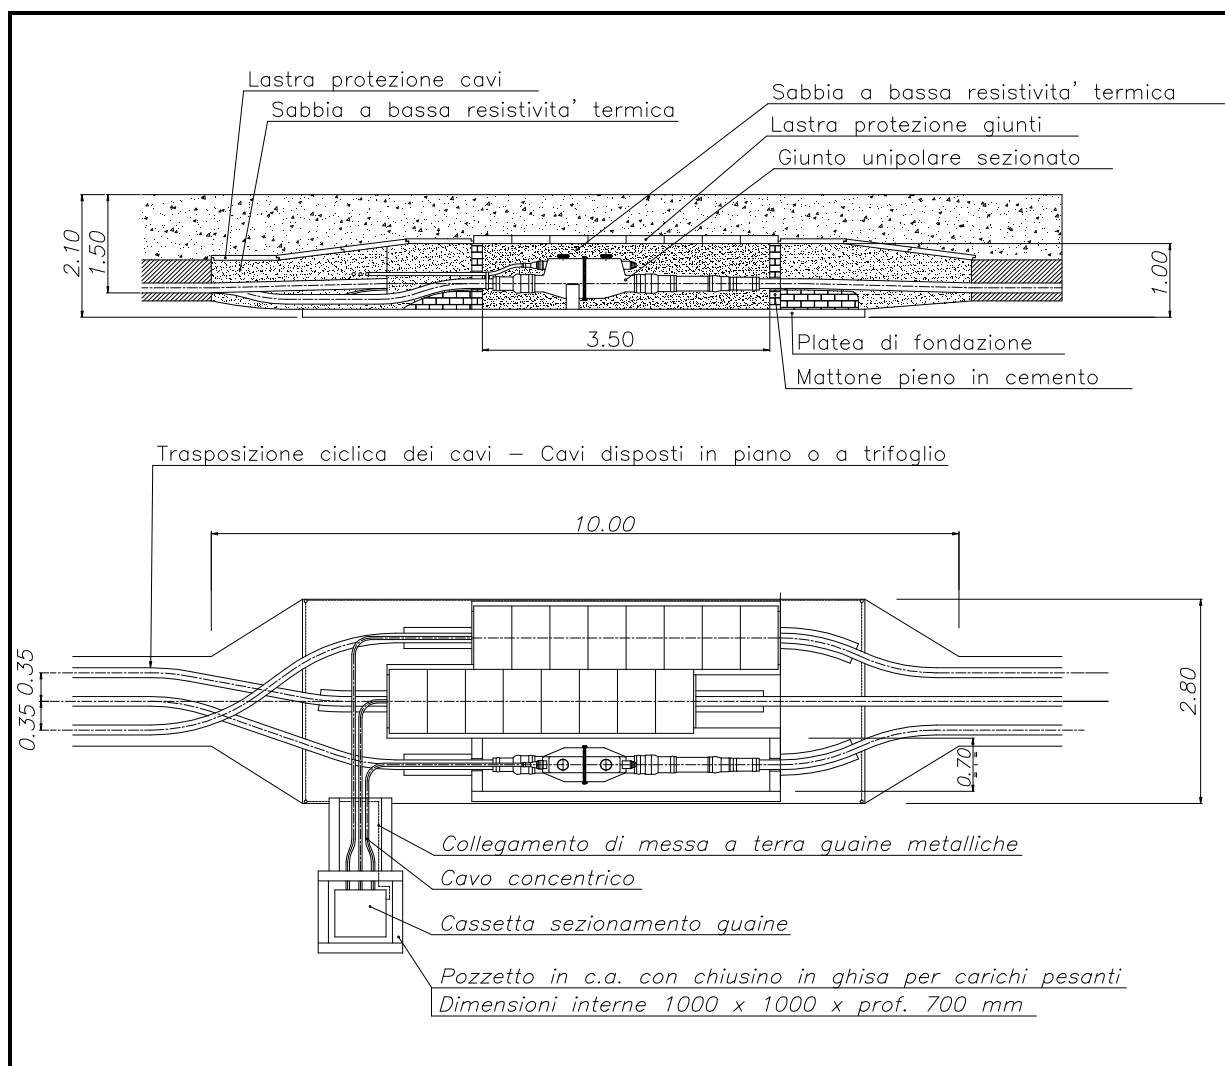 Lastra protezione cavi
Sabbia a bassa resistivita' termica
Sabbia a bassa resistivita' termica
Lastra protezione giunti
Giunto unipolare sezionato
2.10
1.50
1.00
3.50
Platea di fondazione
Mattone pieno in cemento
Trasposizione ciclica dei cavi – Cavi disposti in piano o a trifoglio
10.00
0.35
0.35
2.80
0.70
Collegamento di messa a terra guaine metalliche
Cavo concentrico
Cassetta sezionamento guaine
Pozzetto in c.a. con chiusino in ghisa per carichi pesanti
Dimensioni interne 1000 x 1000 x prof. 700 mm